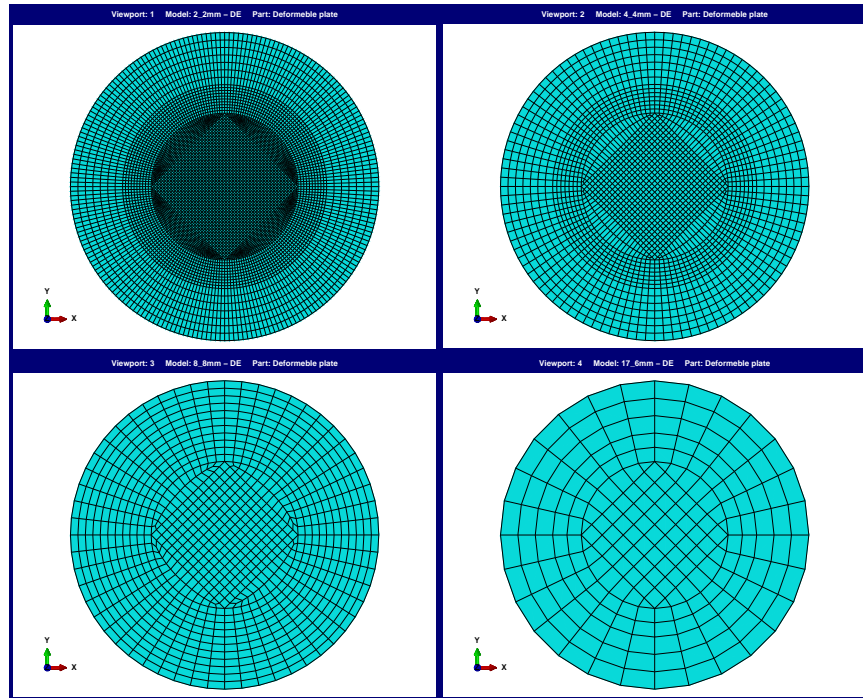 Viewport: 1 Model: 2_2mm – DE Part: Deformeble plate
Viewport: 2 Model: 4_4mm – DE Part: Deformeble plate
Y
X
Y
X
Viewport: 3 Model: 8_8mm – DE Part: Deformeble plate
Viewport: 4 Model: 17_6mm – DE Part: Deformeble plate
Y
X
Y
X